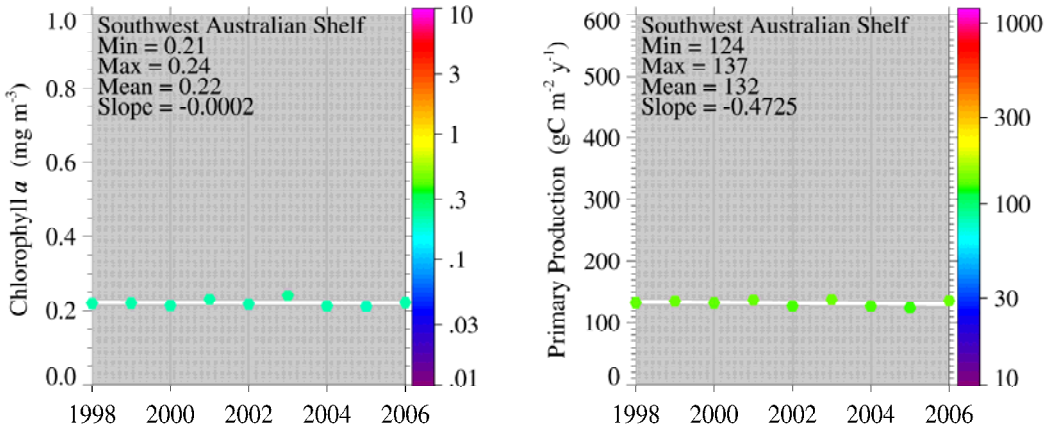 Southwest Australian Shelf
Min = 0.21
Max = 0.24
Mean = 0.22
Slope = -0.0002
Chlorophyll a (mg m-3)
1.0
0.8
0.6
0.4
0.2
0.0
1998 2000 2002 2004 2006
10
3
1
.3
.1
.03
.01
Southwest Australian Shelf
Min = 124
Max = 137
Mean = 132
Slope = -0.4725
Primary Production (gC m-2 y-1)
600
500
400
300
200
100
0
1998 2000 2002 2004 2006
1000
300
100
30
10